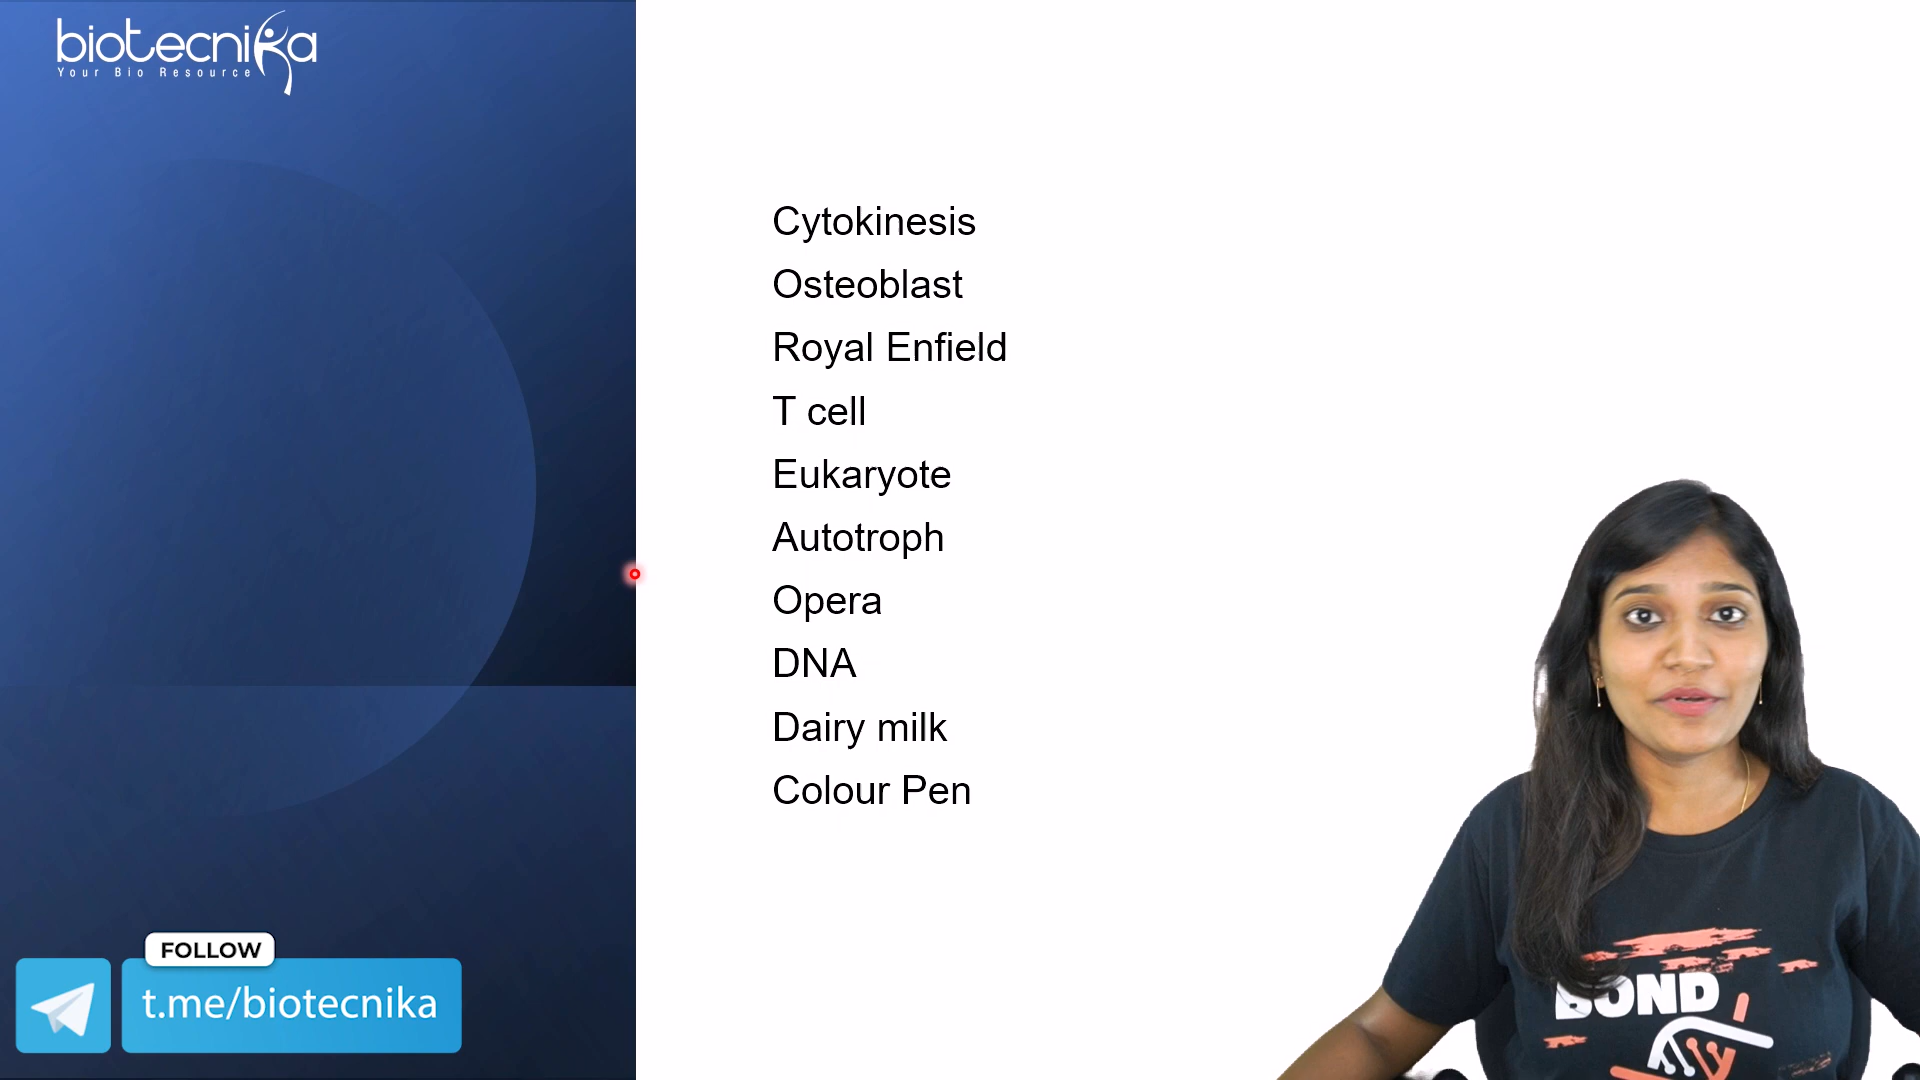 biotecnika
Your Bio Resource
Cytokinesis
Osteoblast
Royal Enfield
T cell
Eukaryote
Autotroph
Opera
DNA
Dairy milk
Colour Pen
FOLLOW
t.me/biotecnika
BOND